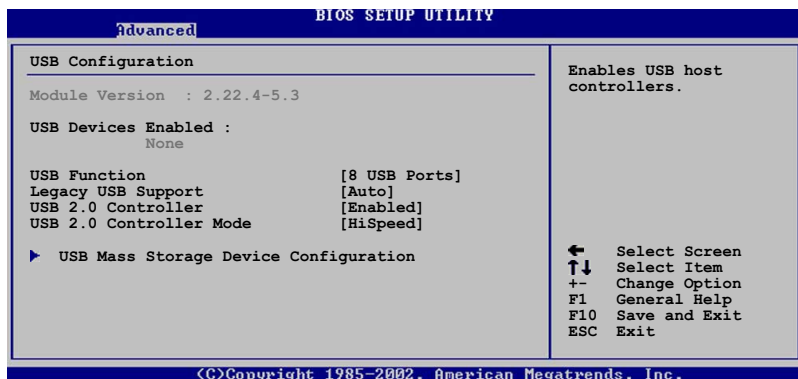 BIOS SETUP UTILITY
Advanced
USB Configuration
Module Version : 2.22.4-5.3
USB Devices Enabled :
None
USB Function [8 USB Ports]
Legacy USB Support [Auto]
USB 2.0 Controller [Enabled]
USB 2.0 Controller Mode [HiSpeed]
USB Mass Storage Device Configuration
Enables USB host
controllers.
← Select Screen
↑↓ Select Item
+- Change Option
F1 General Help
F10 Save and Exit
ESC Exit
(C)Copyright 1985-2002, American Megatrends, Inc.